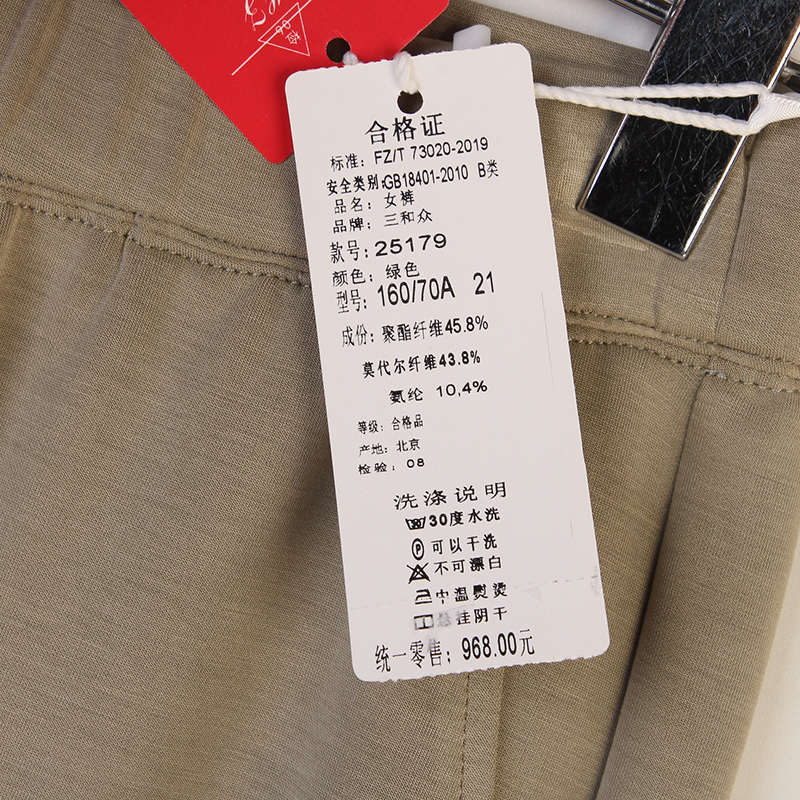 合格证
标准: FZ/T 73020-2019
安全类别:GB18401-2010 B类
品名: 女裤
品牌: 三和众
款号: 25179
颜色: 绿色
型号: 160/70A 21
成份: 聚酯纤维45.8%
莫代尔纤维43.8%
氨纶 10,4%
等级: 合格品
产地: 北京
检验: 08
洗涤说明
30度水洗
可以干洗
不可漂白
中温熨烫
悬挂阴干
统一零售: 968.00元